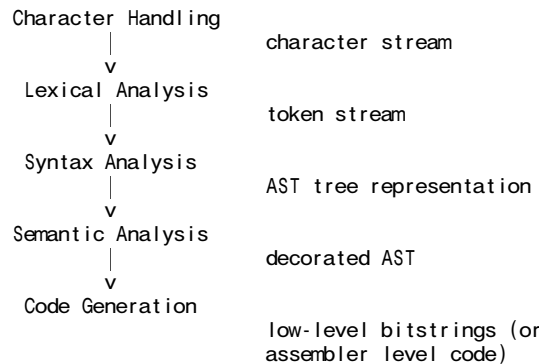 Character Handling
character stream
Lexical Analysis
token stream
Syntax Analysis
AST tree representation
Semantic Analysis
decorated AST
Code Generation
low-level bitstrings (or
assembler level code)